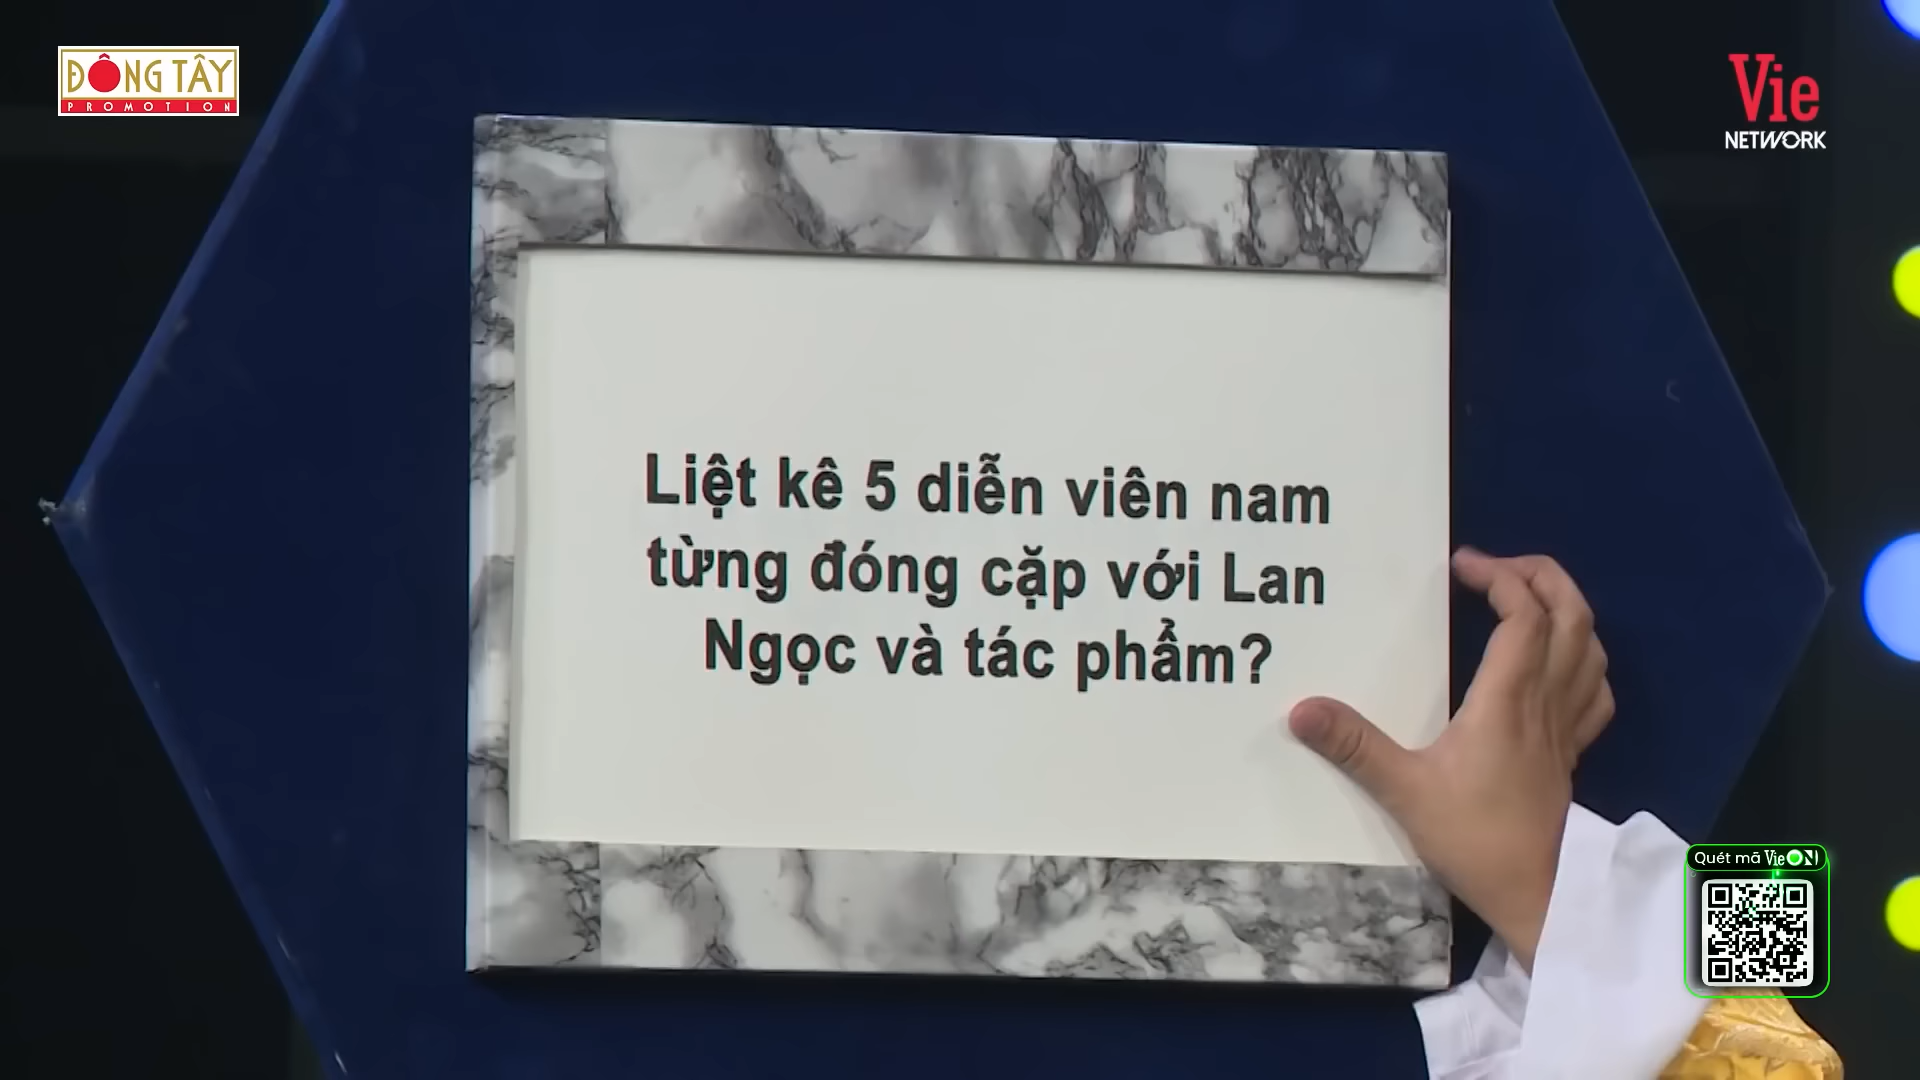 ĐÔNG TÂY
PROMOTION
Vie
NETWORK
Liệt kê 5 diễn viên nam
từng đóng cặp với Lan
Ngọc và tác phẩm?
Quét mã VieON